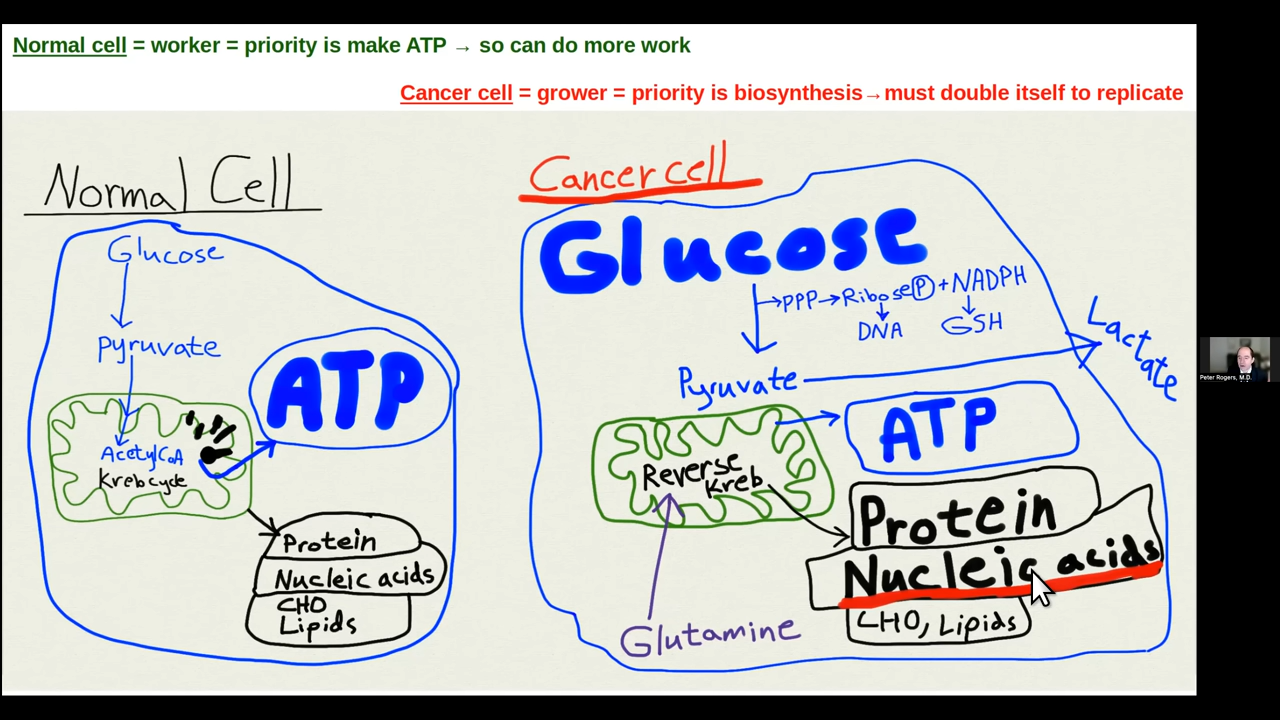 Normal cell = worker = priority is make ATP → so can do more work
Cancer cell = grower = priority is biosynthesis→must double itself to replicate
Normal Cell
Glucose
Pyruvate
AcetylCoA
Kreb cycle
ATP
Protein
Nucleic acids
CHO
Lipids
Cancer cell
Glucose
→PPP→Ribose P + NADPH
DNA
GSH
Pyruvate
Lactate
ATP
Reverse
Kreb
Protein
Nucleic acids
CHO, Lipids
Glutamine
Peter Rogers, M.D.